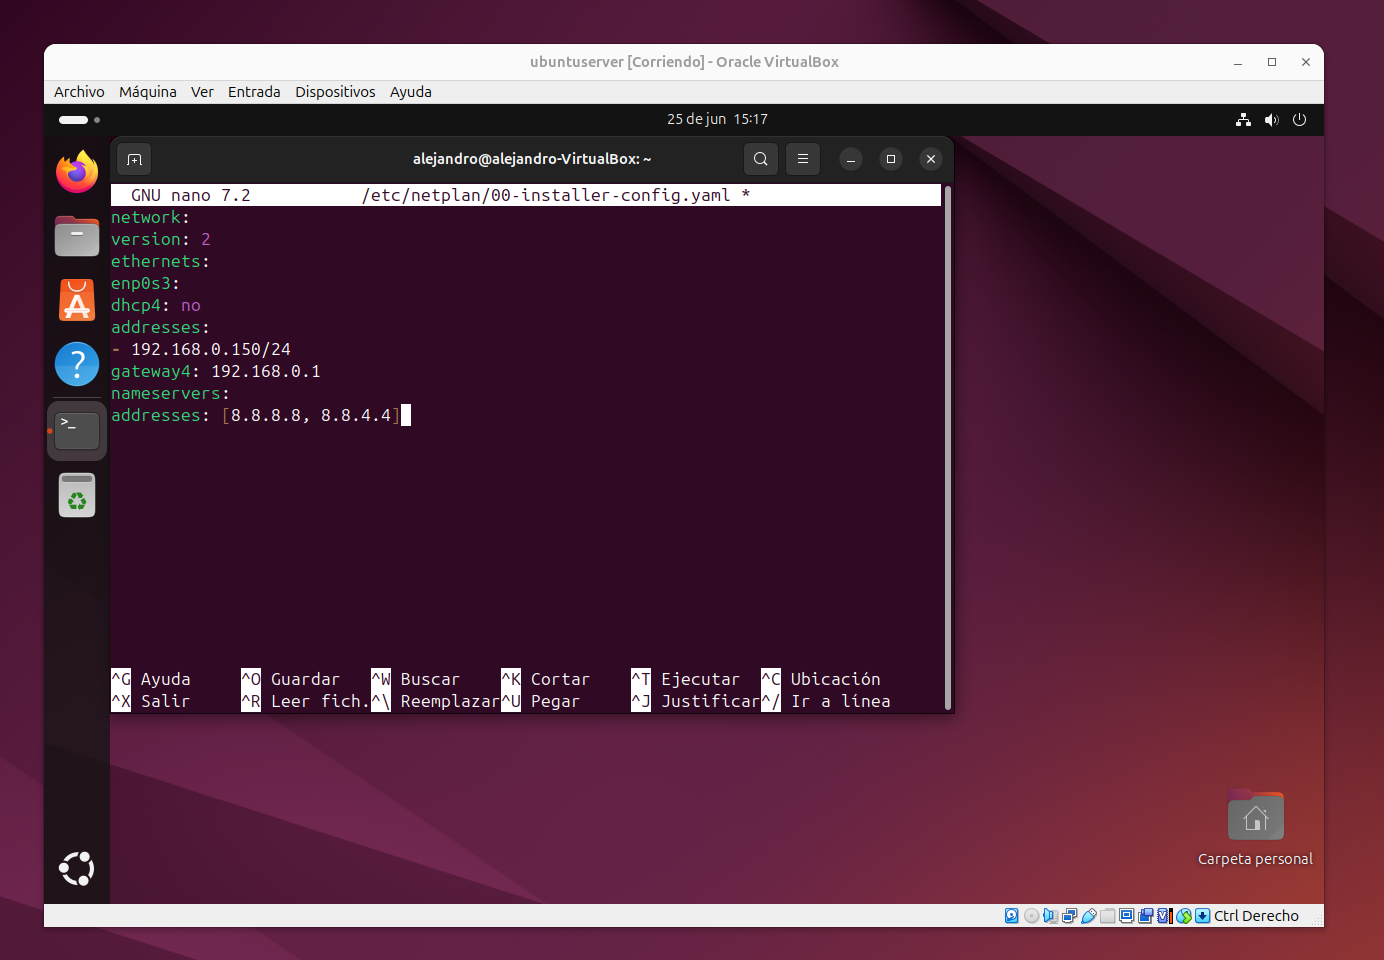 ubuntuserver [Corriendo] - Oracle VirtualBox
Archivo Máquina Ver Entrada Dispositivos Ayuda
25 de jun 15:17
alejandro@alejandro-VirtualBox: ~
GNU nano 7.2 /etc/netplan/00-installer-config.yaml *
network:
version: 2
ethernets:
enp0s3:
dhcp4: no
addresses:
- 192.168.0.150/24
gateway4: 192.168.0.1
nameservers:
addresses: [8.8.8.8, 8.8.4.4]
^G Ayuda ^O Guardar ^W Buscar ^K Cortar ^T Ejecutar ^C Ubicación
^X Salir ^R Leer fich. ^\ Reemplazar ^U Pegar ^J Justificar ^/ Ir a línea
Carpeta personal
Ctrl Derecho